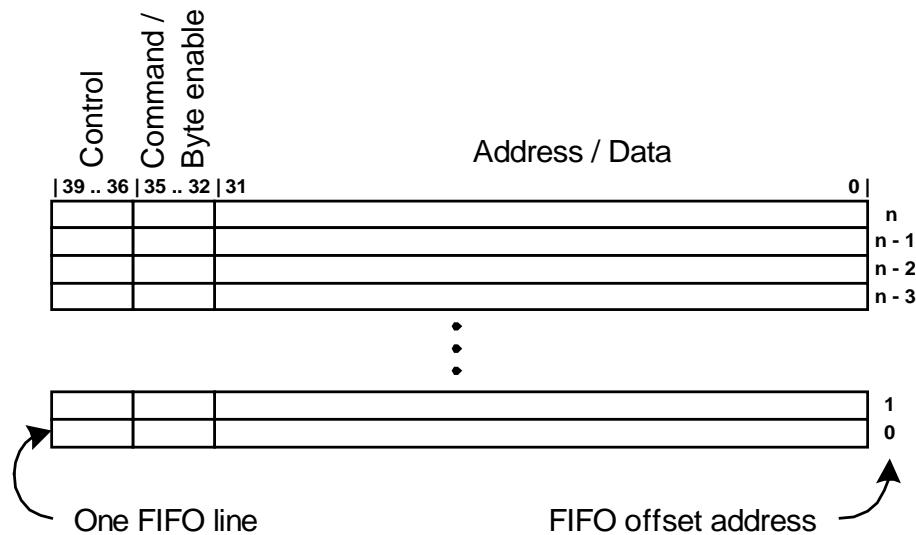 Control
Command /
Byte enable
Address / Data
| 39 .. 36 | 35 .. 32 | 31 0 |
n
n - 1
n - 2
n - 3
1
0
One FIFO line
FIFO offset address